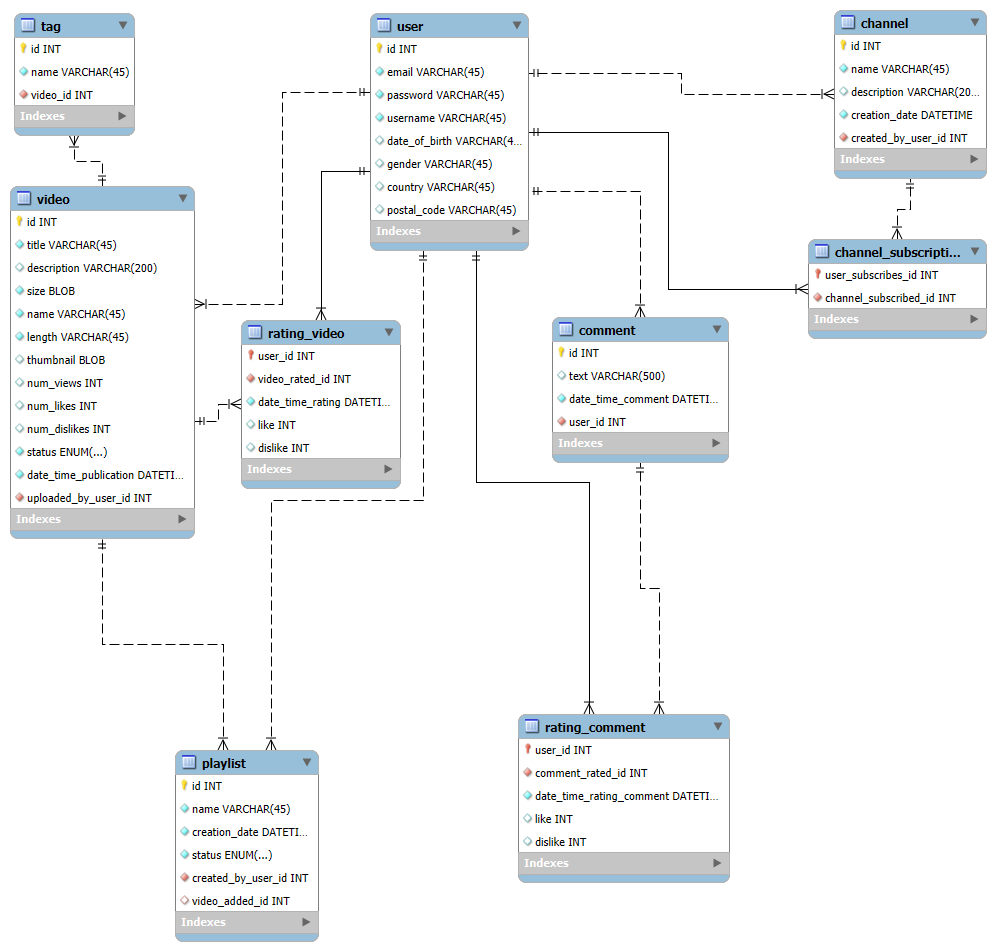 tag
id INT
name VARCHAR(45)
video_id INT
Indexes
user
id INT
email VARCHAR(45)
password VARCHAR(45)
username VARCHAR(45)
date_of_birth VARCHAR(4...
gender VARCHAR(45)
country VARCHAR(45)
postal_code VARCHAR(45)
Indexes
channel
id INT
name VARCHAR(45)
description VARCHAR(20...
creation_date DATETIME
created_by_user_id INT
Indexes
video
id INT
title VARCHAR(45)
description VARCHAR(200)
size BLOB
name VARCHAR(45)
length VARCHAR(45)
thumbnail BLOB
num_views INT
num_likes INT
num_dislikes INT
status ENUM(...)
date_time_publication DATETI...
uploaded_by_user_id INT
Indexes
channel_subscripti...
user_subscribes_id INT
channel_subscribed_id INT
Indexes
rating_video
user_id INT
video_rated_id INT
date_time_rating DATETI...
like INT
dislike INT
Indexes
comment
id INT
text VARCHAR(500)
date_time_comment DATETI...
user_id INT
Indexes
rating_comment
user_id INT
comment_rated_id INT
date_time_rating_comment DATETI...
like INT
dislike INT
Indexes
playlist
id INT
name VARCHAR(45)
creation_date DATETI...
status ENUM(...)
created_by_user_id INT
video_added_id INT
Indexes